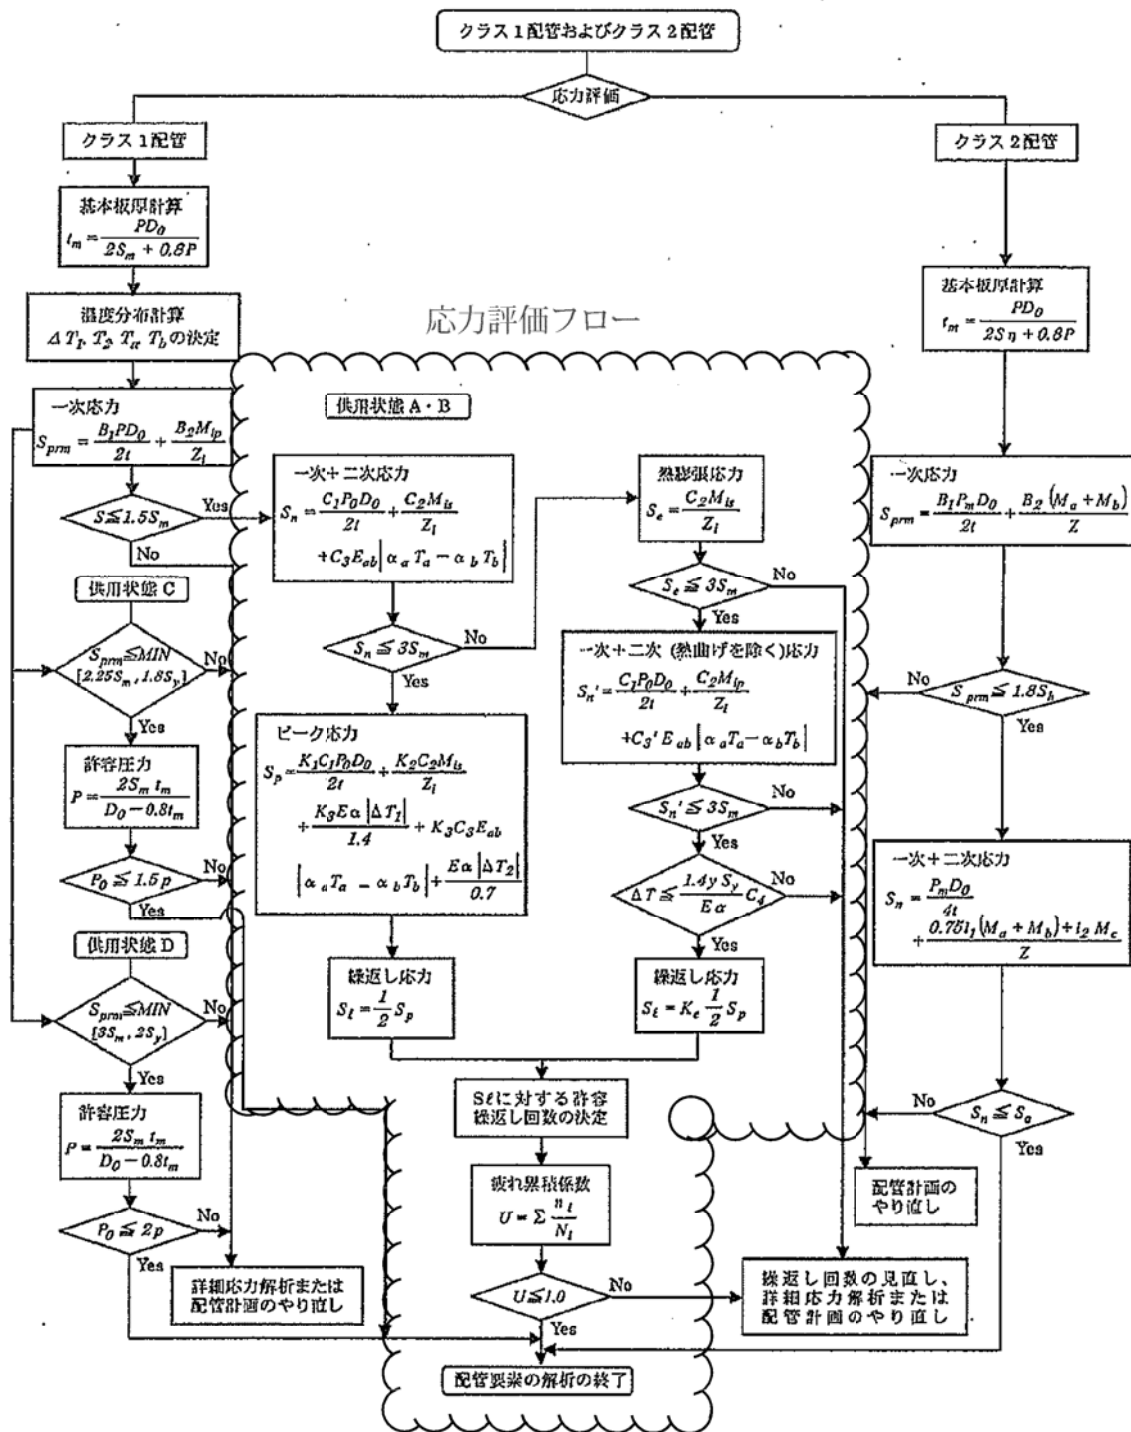 クラス1配管およびクラス2配管
応力評価
クラス1配管
クラス2配管
基本板厚計算
t_m = PD_0 / (2S_m + 0.8P)
温度分布計算
ΔT_1, T_2, T_a, T_bの決定
一次応力
S_prm = B_1PD_0 / 2t + B_2M_ip / Z_i
S≦1.5S_m
Yes
No
供用状態 C
S_prm≦MIN
[2.25S_m, 1.8S_y]
No
Yes
許容圧力
P = 2S_m t_m / (D_0 − 0.8t_m)
P_0 ≦ 1.5p
No
Yes
供用状態 D
S_prm≦MIN
[3S_m, 2S_y]
No
Yes
許容圧力
P = 2S_m t_m / (D_0 − 0.8t_m)
P_0 ≦ 2p
No
Yes
詳細応力解析または
配管計画のやり直し
応力評価フロー
供用状態 A・B
一次＋二次応力
S_n = C_1P_0D_0 / 2t + C_2M_is / Z_i
+C_3E_ab|α_a T_a − α_b T_b|
S_n ≦ 3S_m
No
Yes
ピーク応力
S_p = K_1C_1P_0D_0 / 2t + K_2C_2M_is / Z_i
+ K_3Eα|ΔT_1| / 1.4 + K_3C_3E_ab
|α_a T_a − α_b T_b| + Eα|ΔT_2| / 0.7
繰返し応力
S_ℓ = 1/2 S_p
熱膨張応力
S_e = C_2M_is / Z_i
S_e ≦ 3S_m
No
Yes
一次＋二次 (熱曲げを除く)応力
S_n' = C_1P_0D_0 / 2t + C_2M_ip / Z_i
+C_3' E_ab |α_a T_a − α_b T_b|
S_n' ≦ 3S_m
No
Yes
ΔT ≦ 1.4y S_y / Eα C_4
No
Yes
繰返し応力
S_ℓ = K_e 1/2 S_p
Sℓに対する許容
繰返し回数の決定
疲れ累積係数
U = Σ n_i / N_i
U≦1.0
No
Yes
繰返し回数の見直し、
詳細応力解析または
配管計画のやり直し
配管要素の解析の終了
基本板厚計算
t_m = PD_0 / (2Sη + 0.8P)
一次応力
S_prm = B_1P_mD_0 / 2t + B_2 (M_a + M_b) / Z
S_prm ≦ 1.8S_h
No
Yes
一次＋二次応力
S_n = P_mD_0 / 4t
+ 0.75i_1 (M_a + M_b) + i_2 M_c / Z
S_n ≦ S_a
No
Yes
配管計画の
やり直し